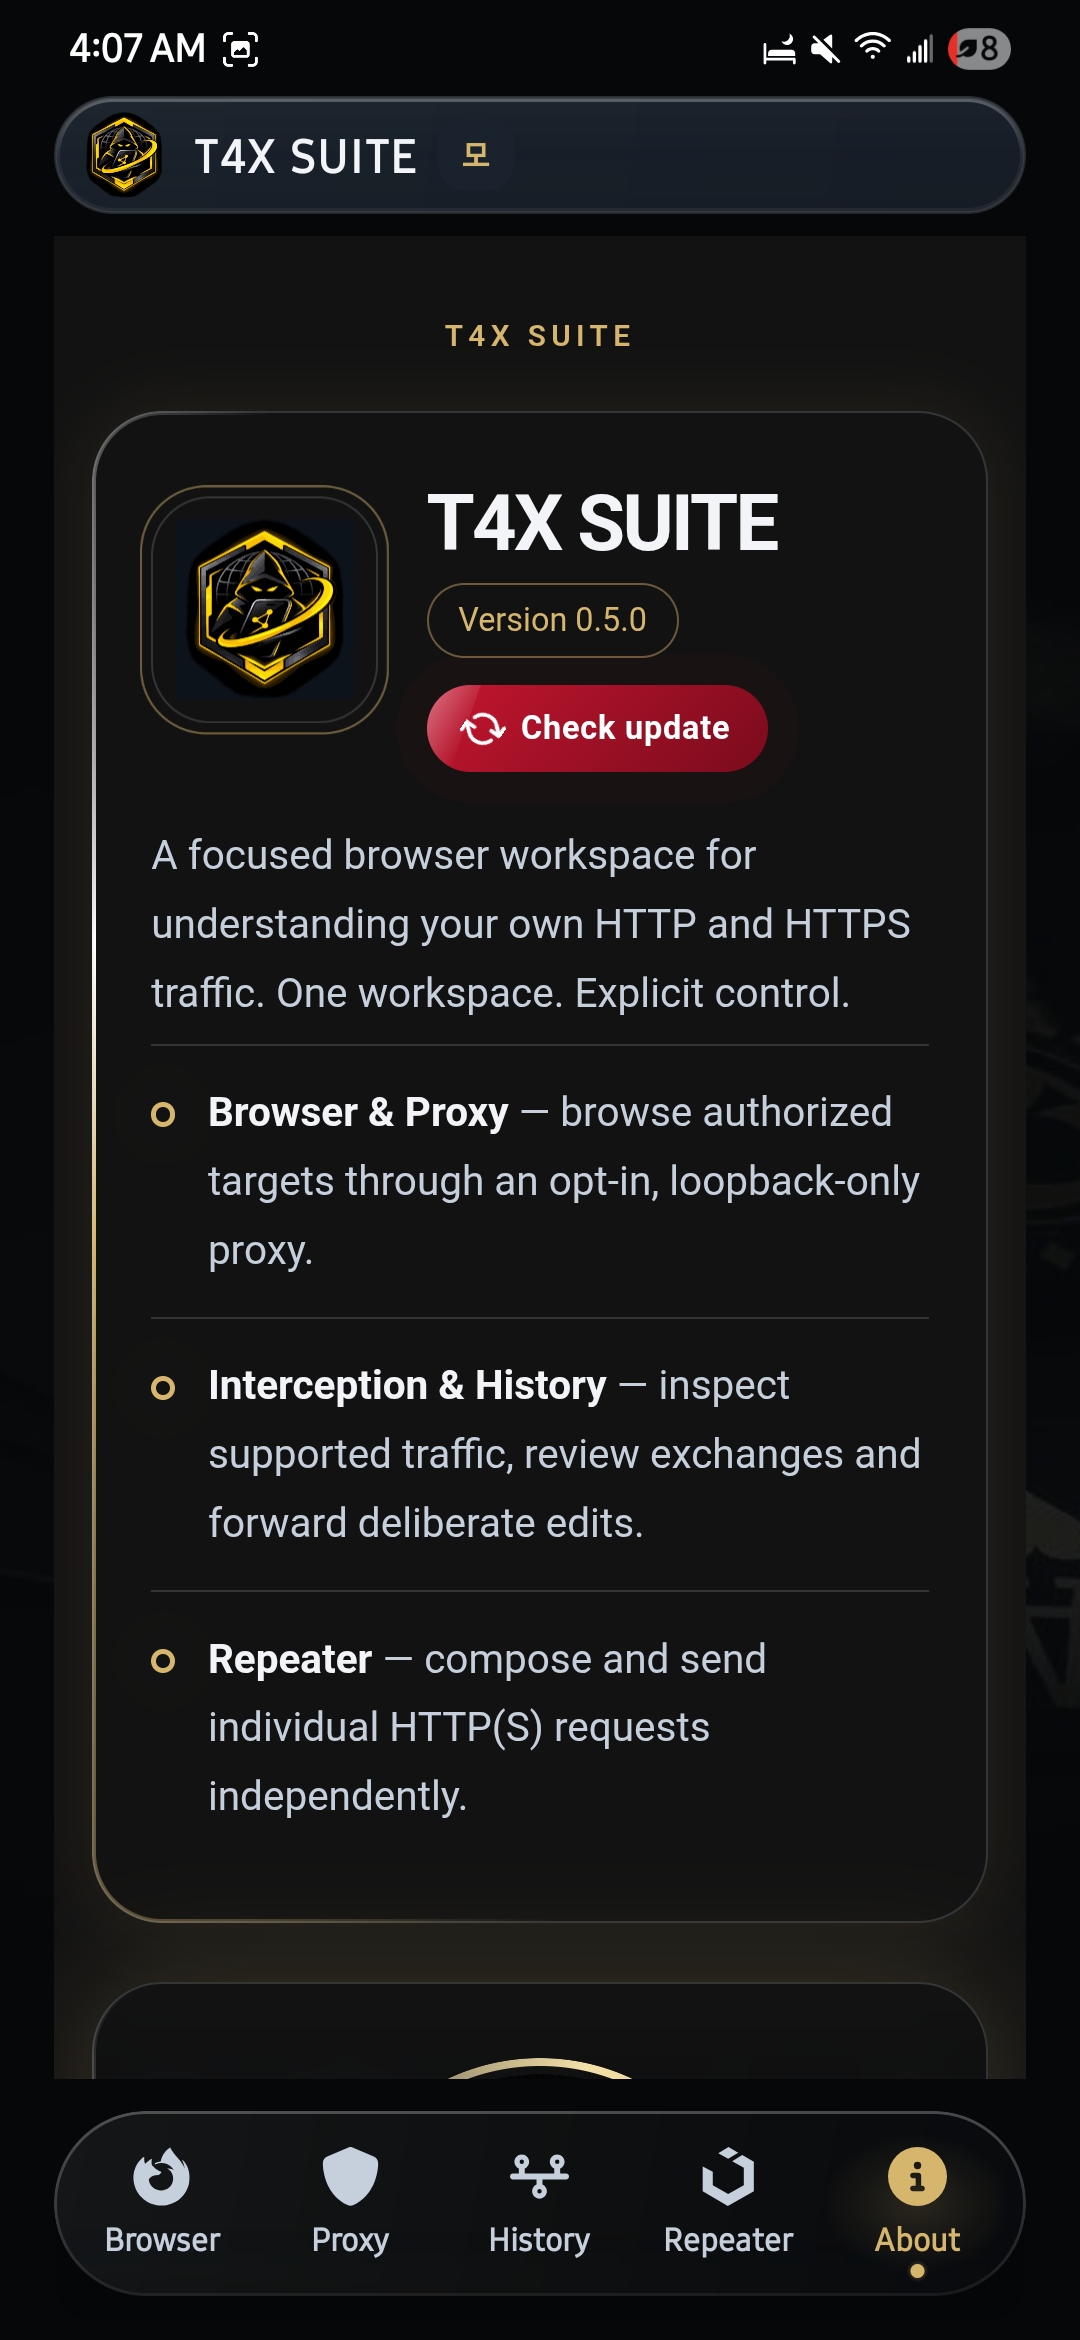 4:07 AM
8
T4X SUITE 모
T4X SUITE
T4X SUITE
Version 0.5.0
Check update
A focused browser workspace for
understanding your own HTTP and HTTPS
traffic. One workspace. Explicit control.
Browser & Proxy — browse authorized
targets through an opt-in, loopback-only
proxy.
Interception & History — inspect
supported traffic, review exchanges and
forward deliberate edits.
Repeater — compose and send
individual HTTP(S) requests
independently.
Browser Proxy History Repeater About